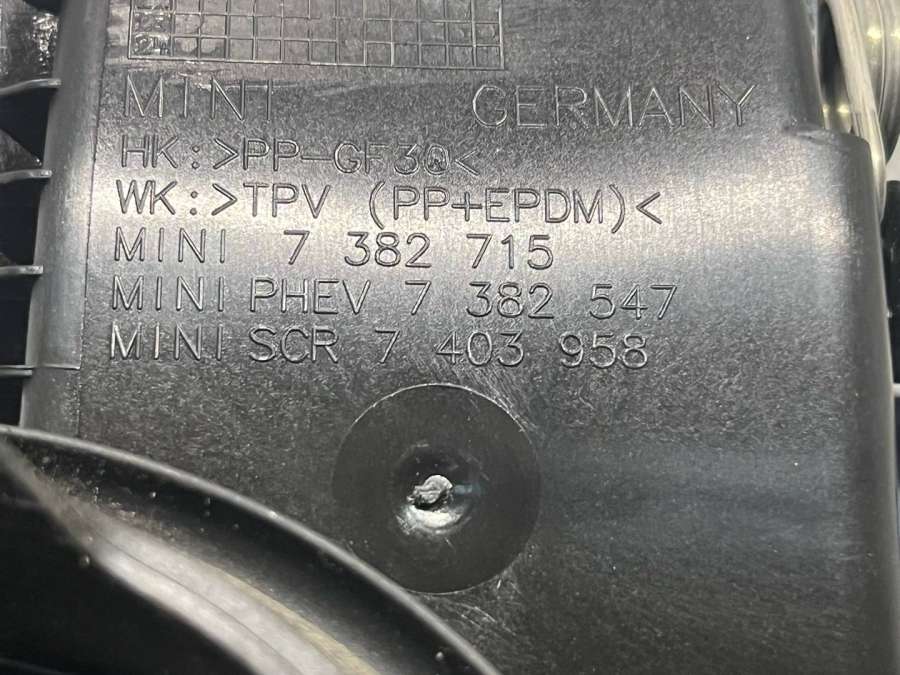 MINI GERMANY
HK:>PP-GF30<
WK:>TPV (PP+EPDM)<
MINI 7 382 715
MINI PHEV 7 382 547
MINI SCR 7 403 958